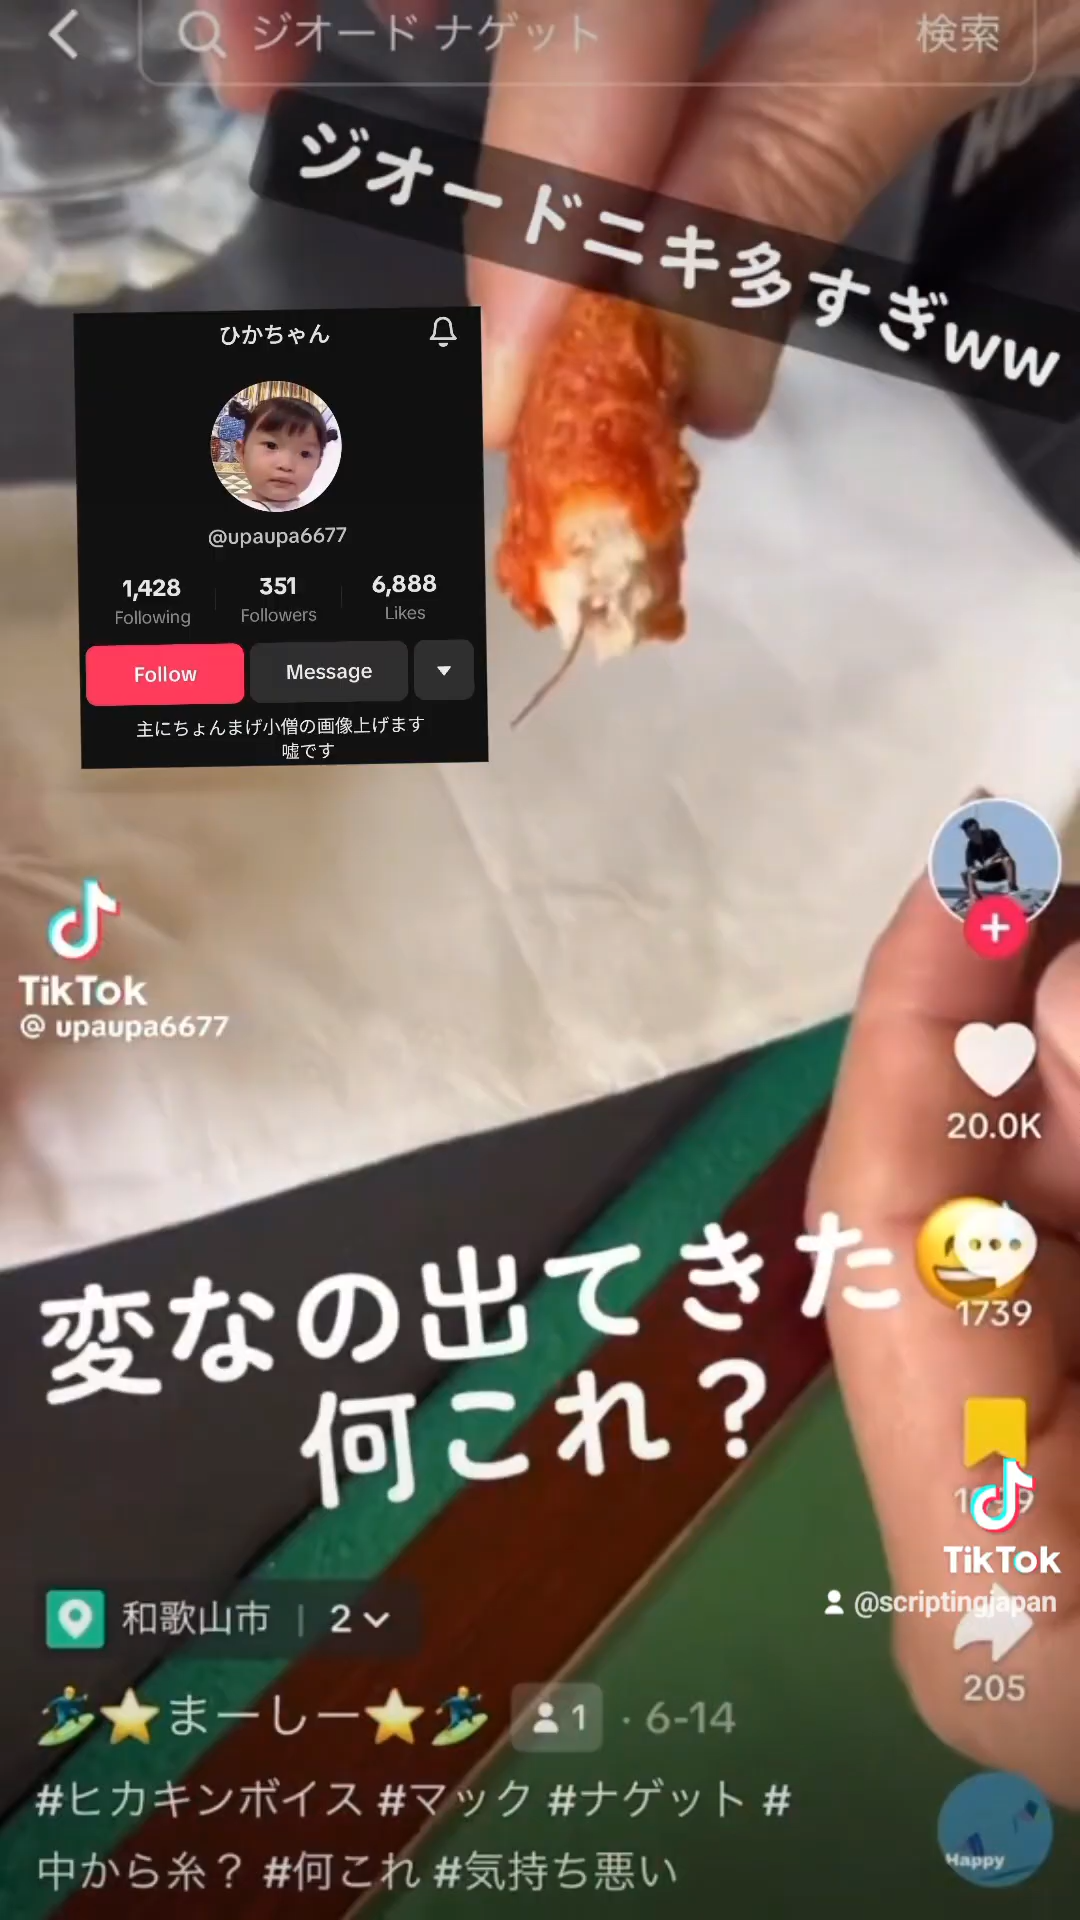 ジオード ナゲット
検索
ジオードニキ多すぎww
ひかちゃん
@upaupa6677
1,428
Following
351
Followers
6,888
Likes
Follow
Message
主にちょんまげ小僧の画像上げます
嘘です
TikTok
@ upaupa6677
20.0K
変なの出てきた
何これ？
1739
TikTok
@scriptingjapan
和歌山市 | 2
205
まーしー
1 · 6-14
#ヒカキンボイス #マック #ナゲット #
中から糸？ #何これ #気持ち悪い
Happy